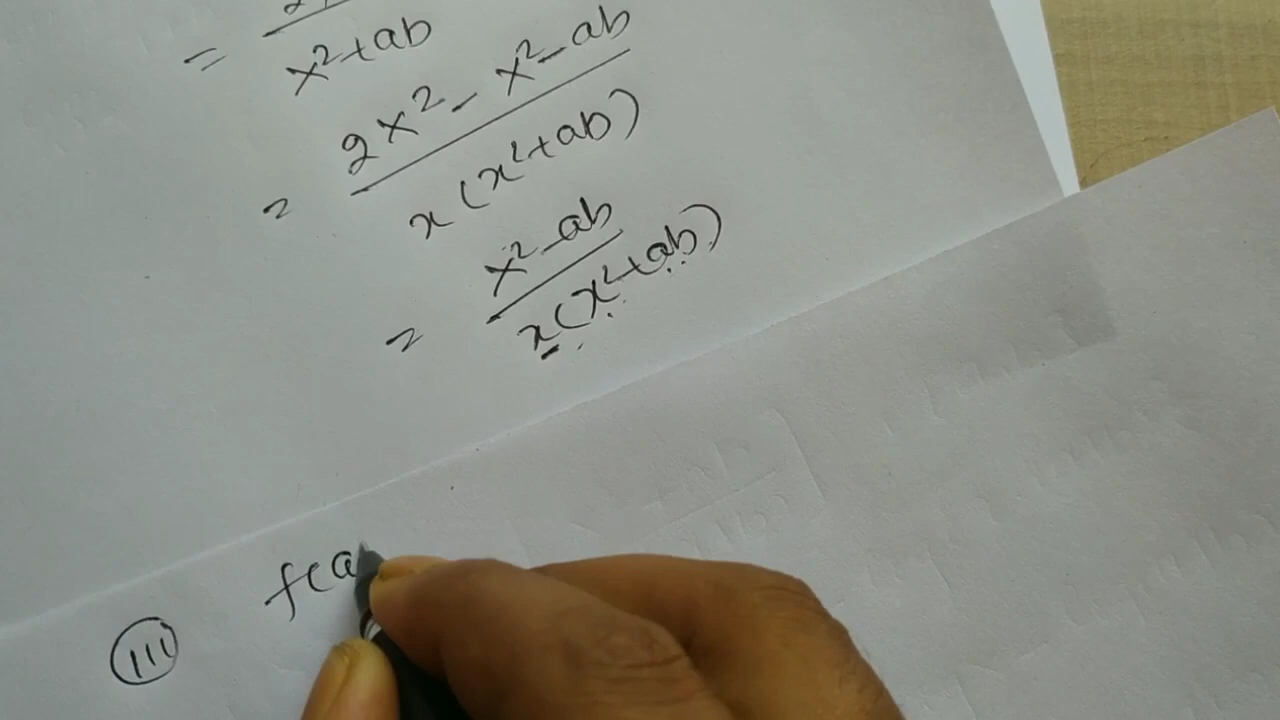 = x²+ab
= 2x² - x² - ab
x(x²+ab)
= x² - ab
x(x²+ab)
(iii) f(a